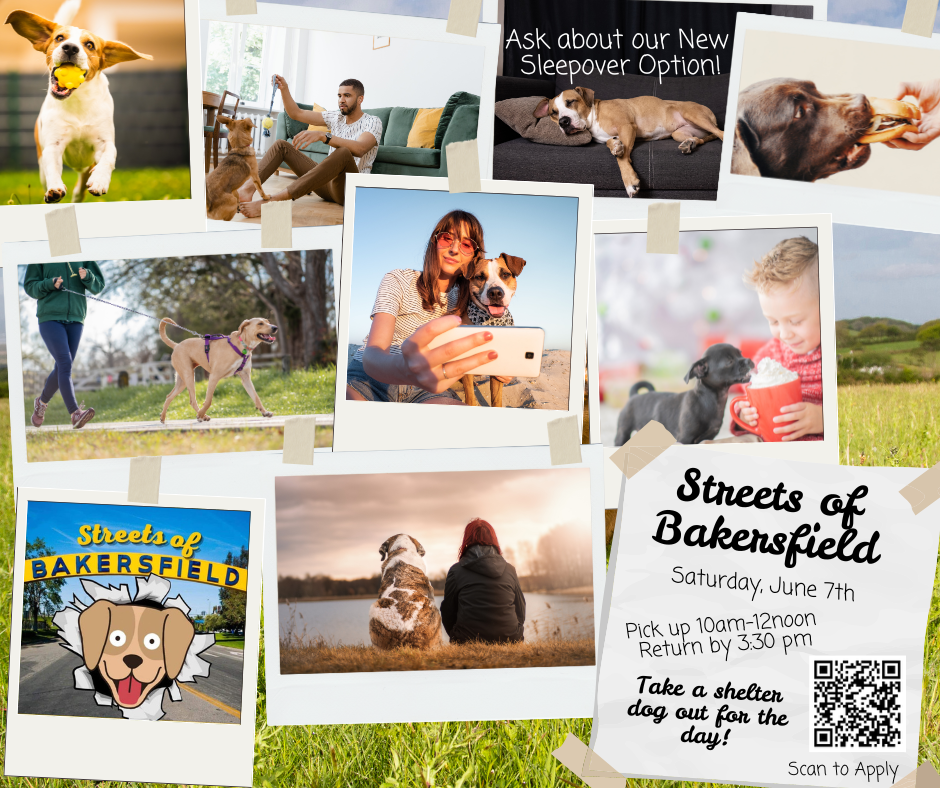 Ask about our New
Sleepover Option!
Streets of
BAKERSFIELD
Streets of
Bakersfield
Saturday, June 7th
Pick up 10am-12noon
Return by 3:30 pm
Take a shelter
dog out for the
day!
Scan to Apply